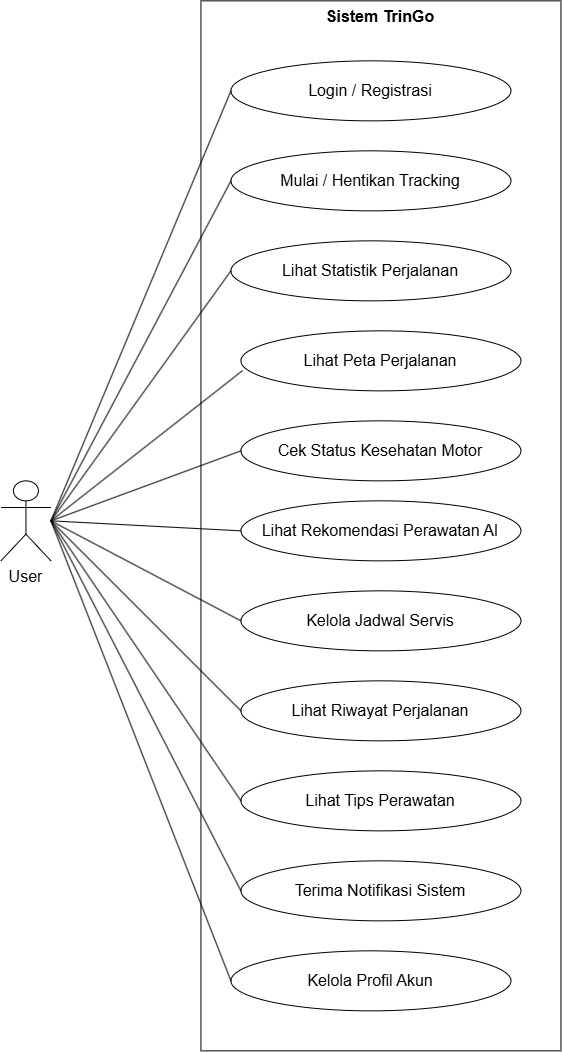 Sistem TrinGo
Login / Registrasi
Mulai / Hentikan Tracking
Lihat Statistik Perjalanan
Lihat Peta Perjalanan
Cek Status Kesehatan Motor
Lihat Rekomendasi Perawatan AI
User
Kelola Jadwal Servis
Lihat Riwayat Perjalanan
Lihat Tips Perawatan
Terima Notifikasi Sistem
Kelola Profil Akun